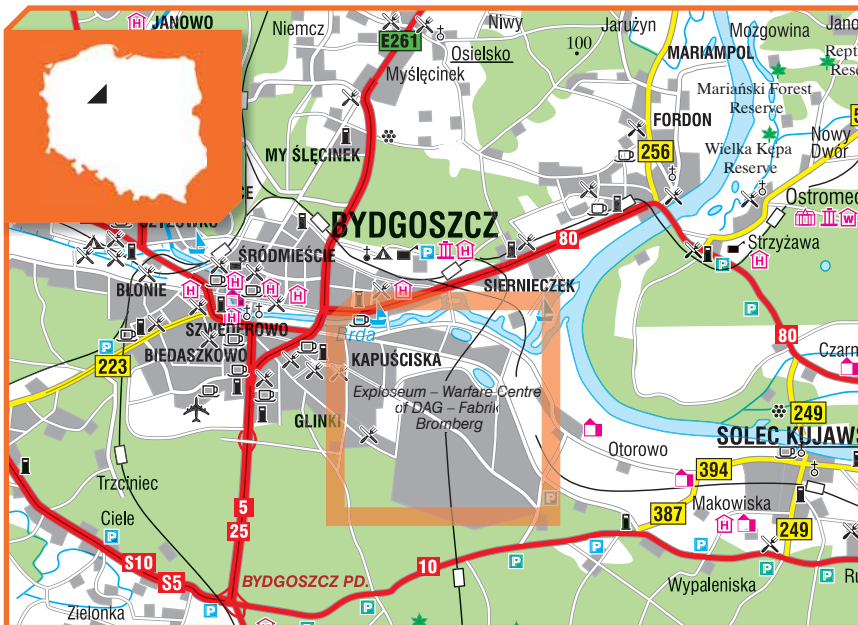 JANOWO
Niemcz
Niwy
Jarużyn
Mozgowina
E261
Osielsko
100
MARIAMPOL
Myślęcinek
Mariański Forest
Reserve
FORDON
MY ŚLĘCINEK
256
Wielka Kępa
Reserve
Nowy
Dwór
BYDGOSZCZ
80
Strzyżawa
ŚRÓDMIEŚCIE
SIERNIECZEK
BŁONIE
SZWEDEROWO
Brda
80
BIEDASZKOWO
KAPUŚCISKA
223
Exploseum – Warfare Centre
of DAG – Fabrik
Bromberg
249
GLINKI
SOLEC KUJAWS
Otorowo
394
Trzciniec
Makowiska
5
25
387
249
Ciele
S10
S5
BYDGOSZCZ PD.
10
Wypaleniska
Zielonka